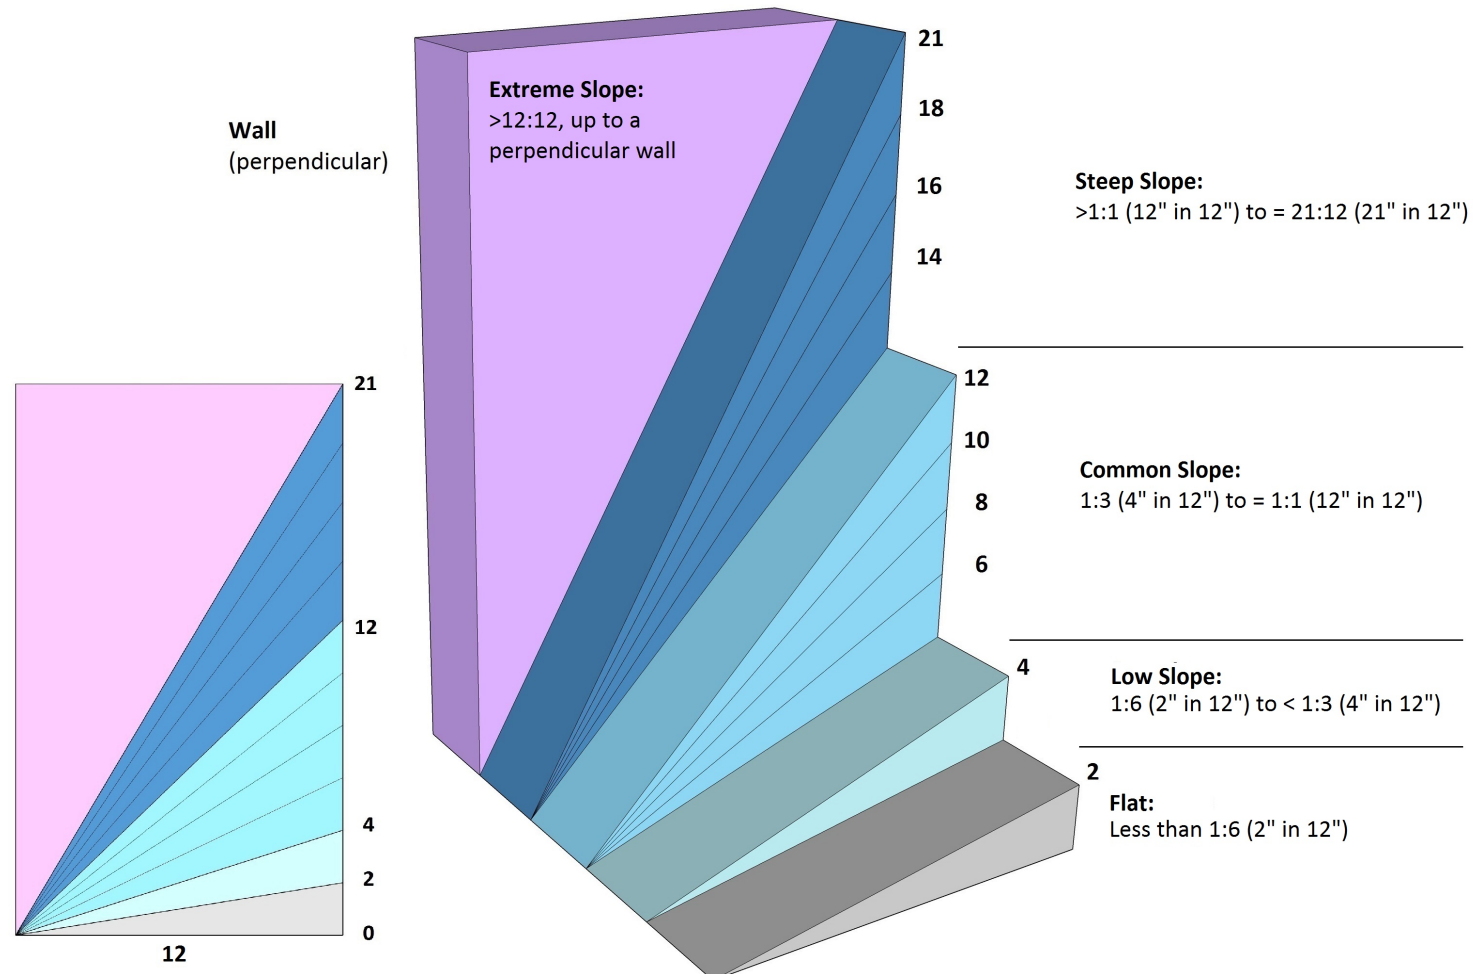 Wall
(perpendicular)
Extreme Slope:
>12:12, up to a
perpendicular wall
21
18
16
14
12
10
8
6
4
2
Steep Slope:
>1:1 (12" in 12") to = 21:12 (21" in 12")
Common Slope:
1:3 (4" in 12") to = 1:1 (12" in 12")
Low Slope:
1:6 (2" in 12") to < 1:3 (4" in 12")
Flat:
Less than 1:6 (2" in 12")
21
12
4
2
0
12